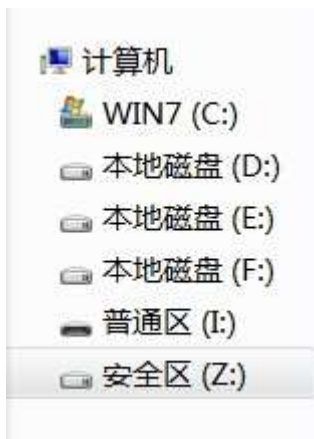 计算机
WIN7 (C:)
本地磁盘 (D:)
本地磁盘 (E:)
本地磁盘 (F:)
普通区 (I:)
安全区 (Z:)